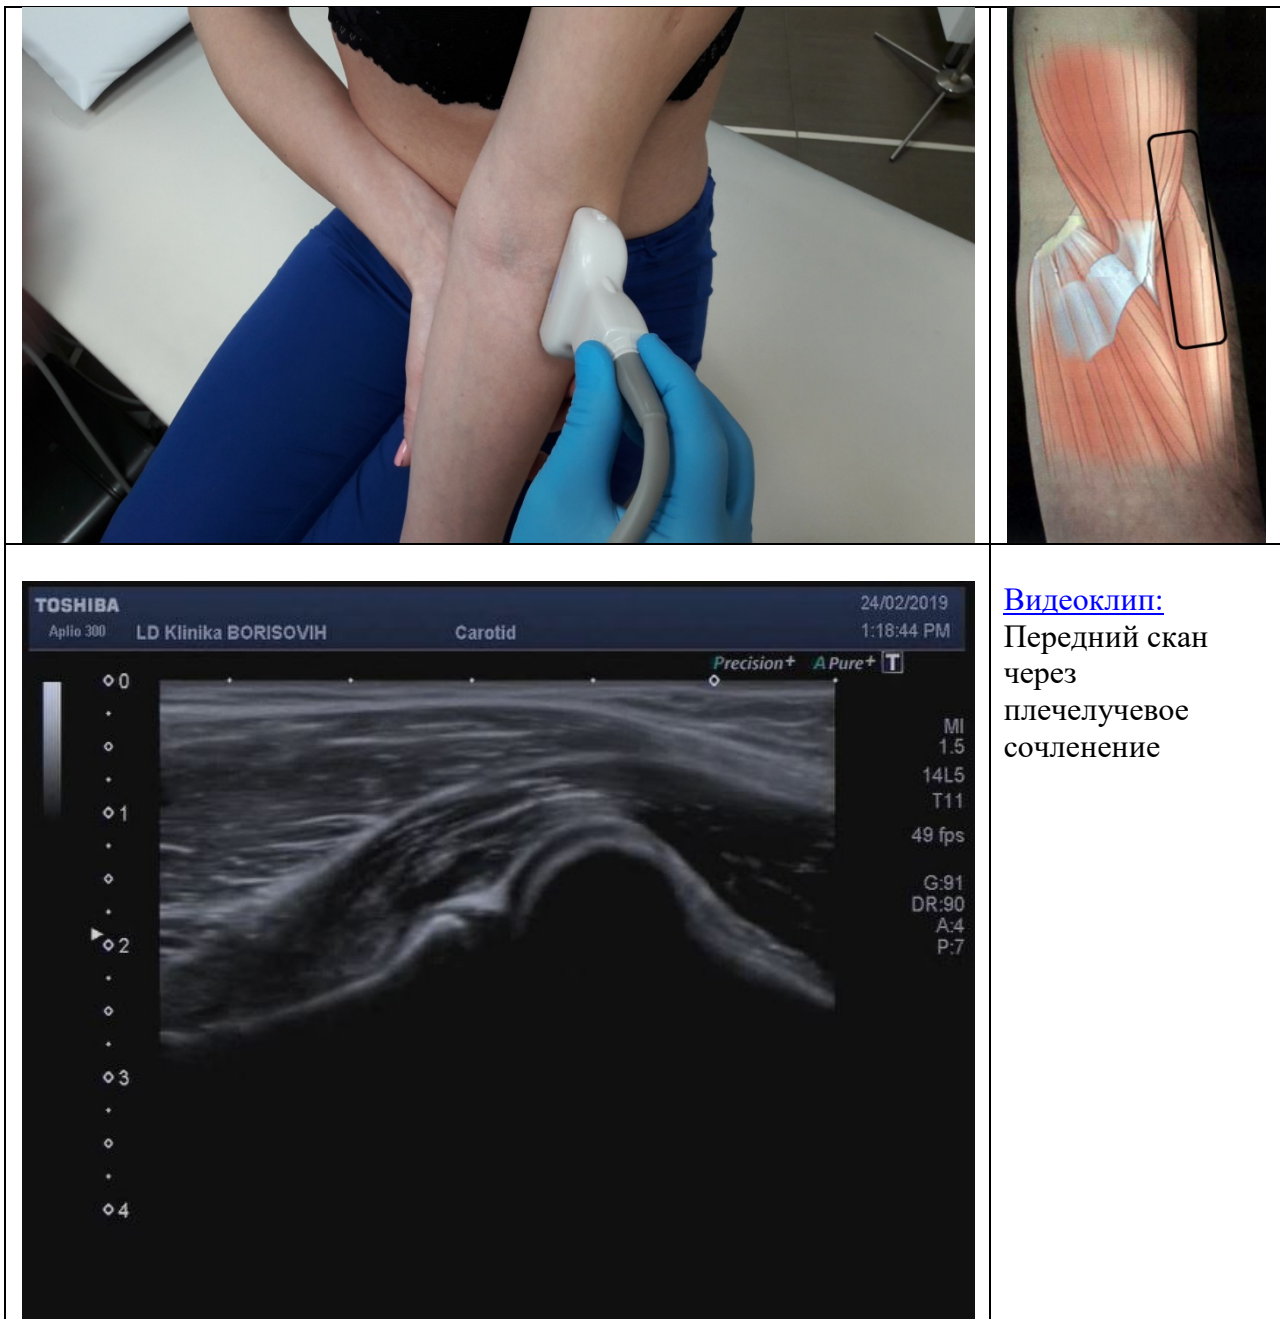 TOSHIBA
Aplio 300 LD Klinika BORISOVIH Carotid
24/02/2019
1:18:44 PM
Precision+ APure+ T
0
1
2
3
4
MI
1.5
14L5
T11
49 fps
G:91
DR:90
A:4
P:7
Видеоклип:
Передний скан
через
плечелучевое
сочленение